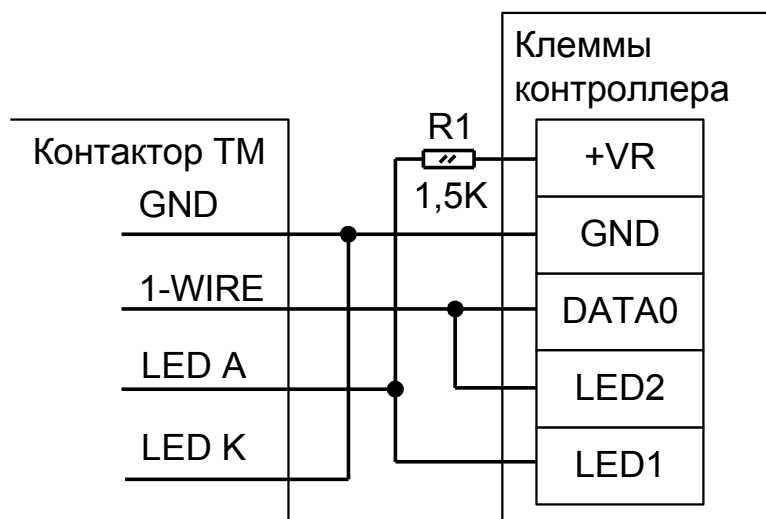 Клеммы
контроллера
R1
Контактор ТМ
+VR
1,5K
GND
GND
1-WIRE
DATA0
LED A
LED2
LED K
LED1